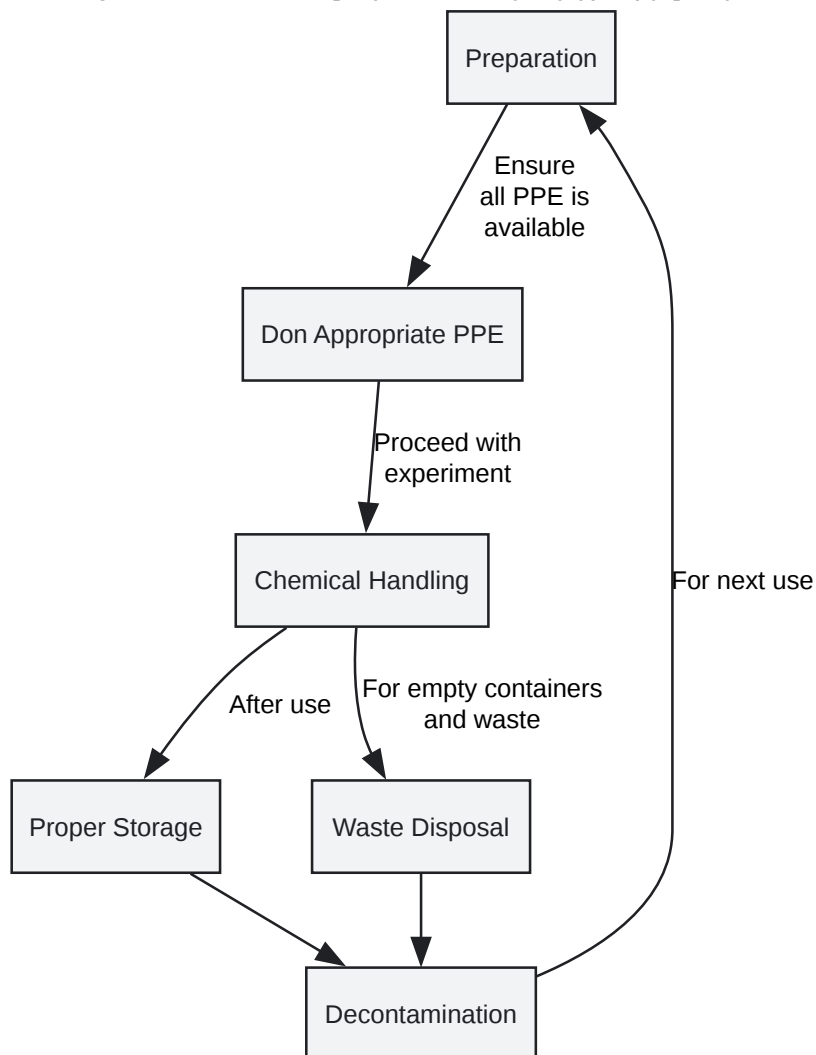 Preparation
Ensure
all PPE is
available
Don Appropriate PPE
Proceed with
experiment
Chemical Handling
For next use
After use
For empty containers
and waste
Proper Storage
Waste Disposal
Decontamination